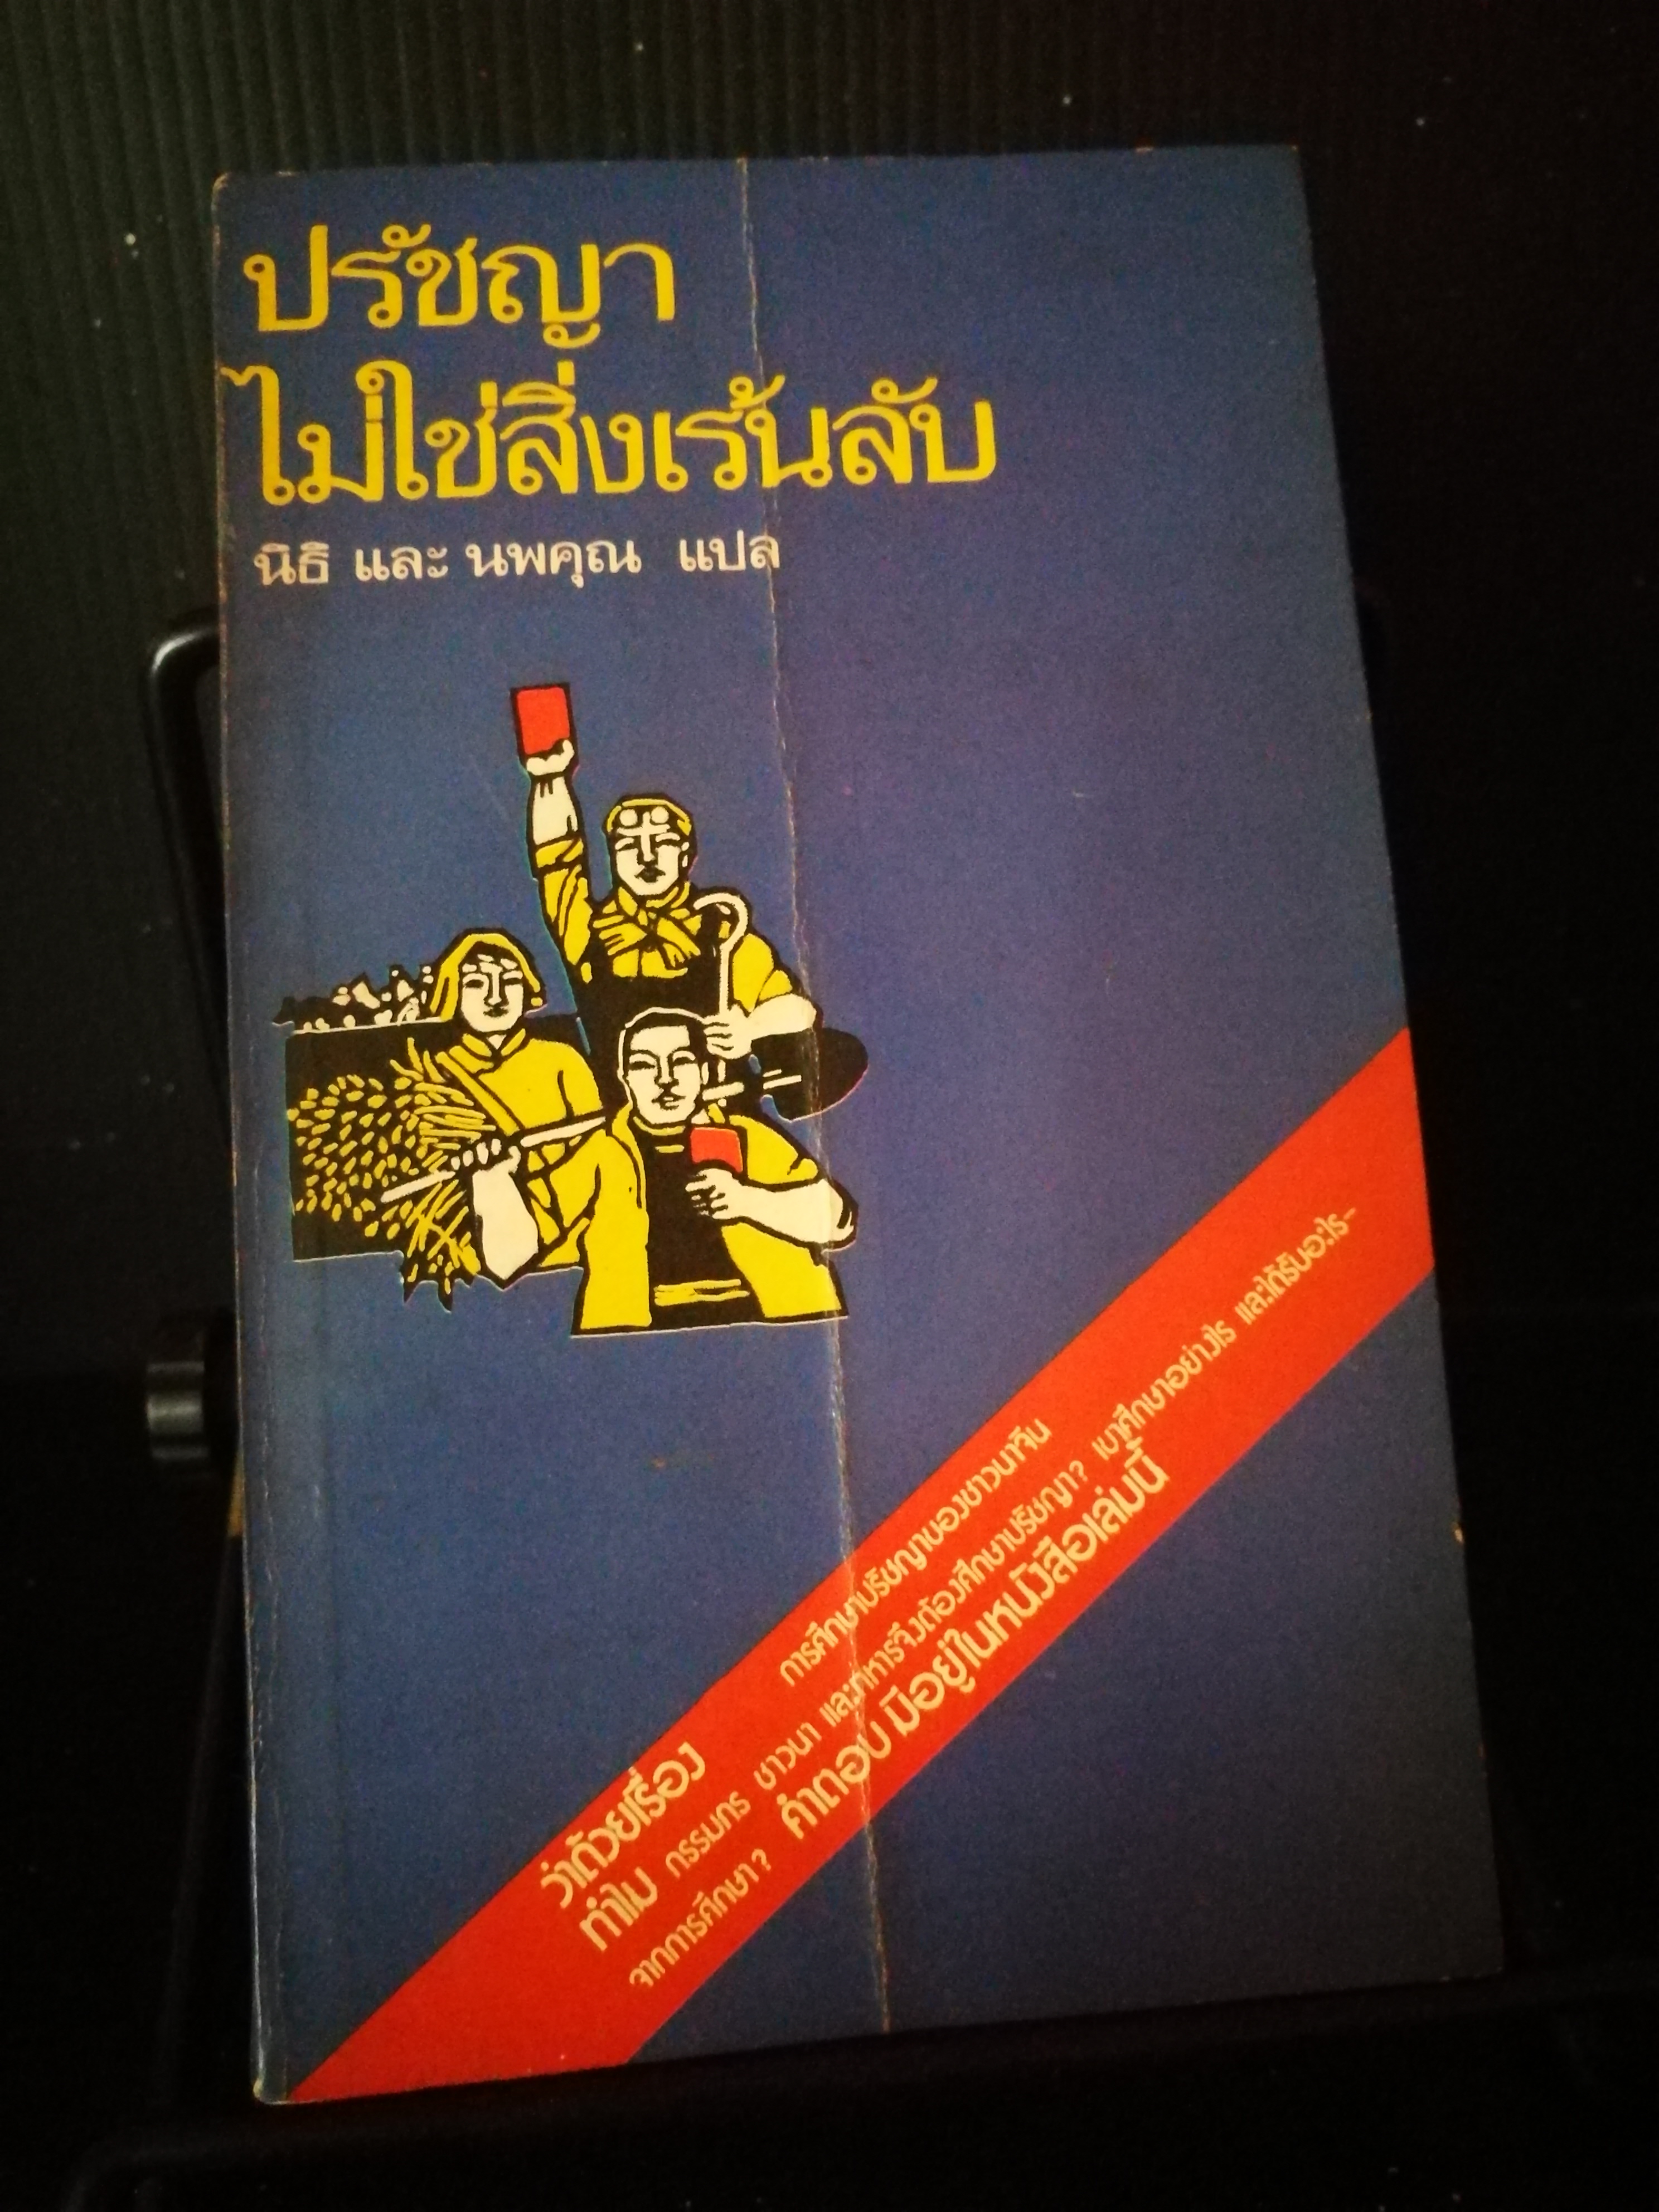 ปรัชญา
ไม่ใช่สิ่งเร้นลับ
นิธิ และ นพคุณ แปล
ว่าด้วยเรื่อง การศึกษาปรัชญาของชาวนาจีน
ทำไม กรรมกร ชาวนา และทหารจึงต้องศึกษาปรัชญา? เขาศึกษาอย่างไร และได้รับอะไร-
จากการศึกษา? คำตอบ มีอยู่ในหนังสือเล่มนี้